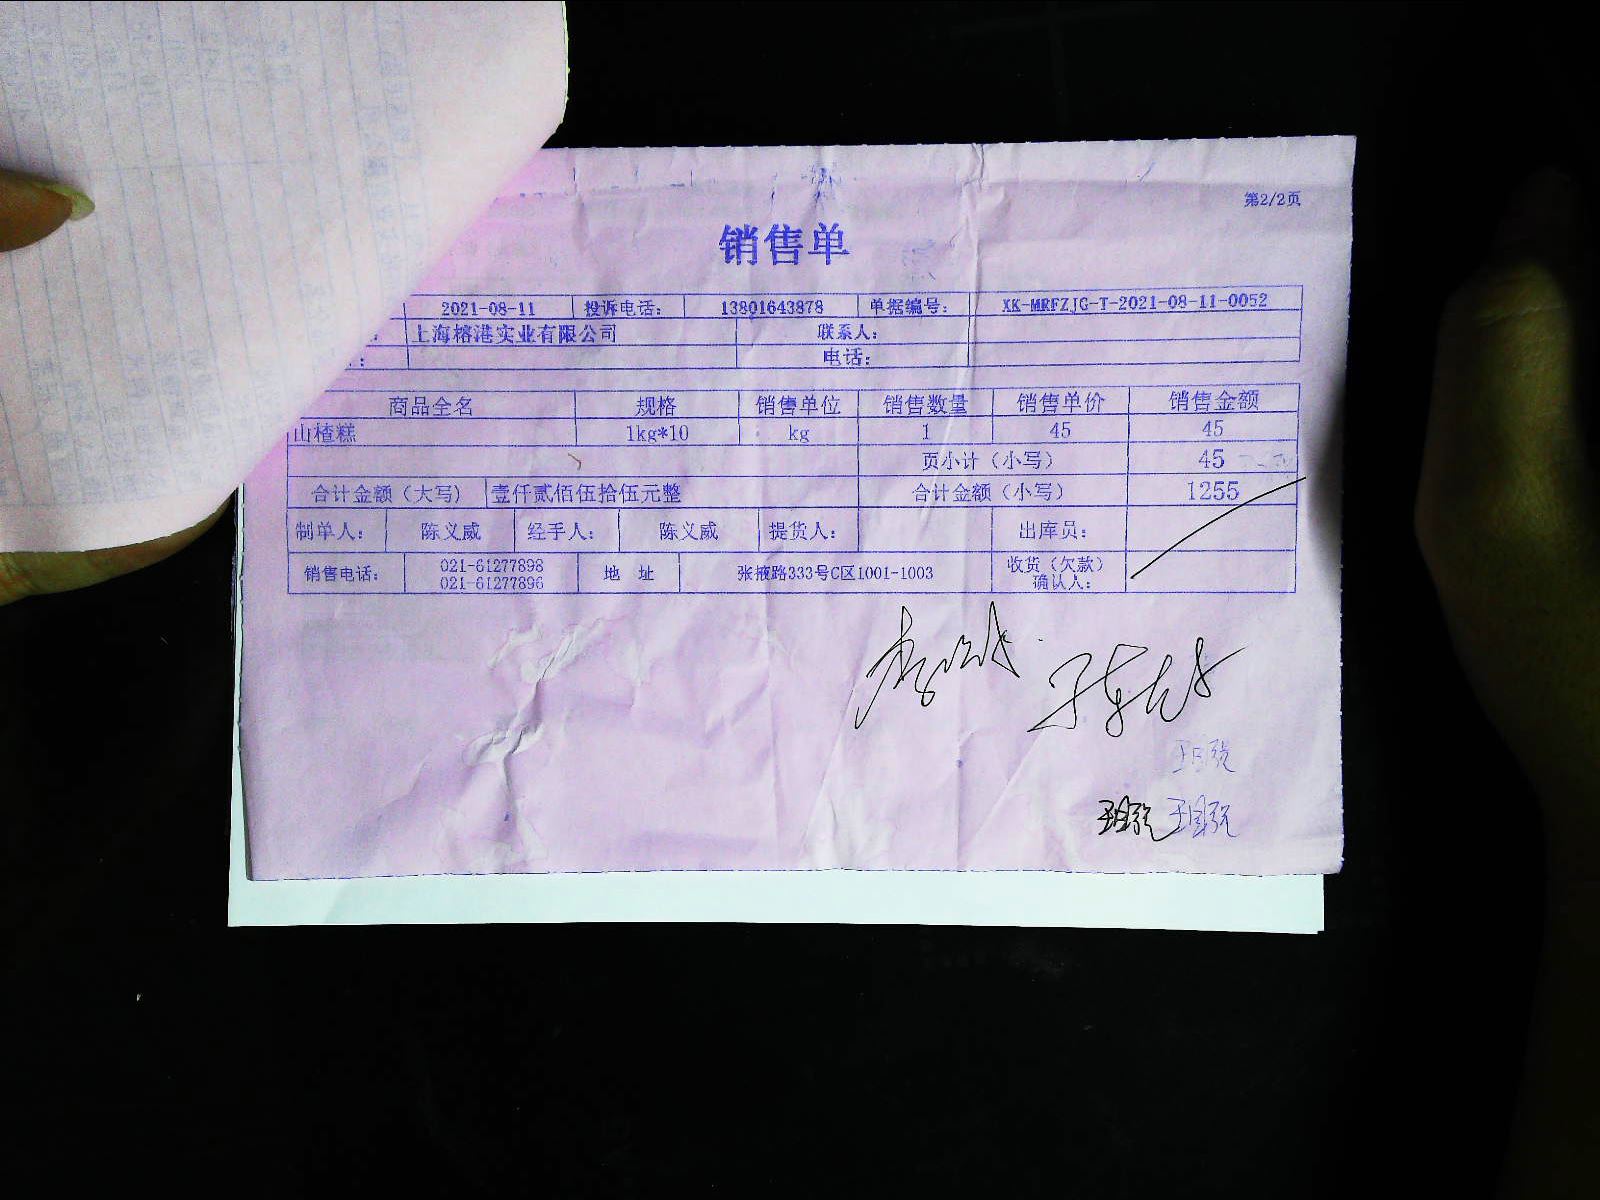 第2/2页
销售单
2021-08-11 投诉电话: 13801643878 单据编号: XK-MRFZJG-T-2021-08-11-0052
: 上海榕港实业有限公司 联系人:
: 电话:
商品全名 规格 销售单位 销售数量 销售单价 销售金额
山楂糕 1kg*10 kg 1 45 45
页小计（小写） 45
合计金额（大写） 壹仟贰佰伍拾伍元整 合计金额（小写） 1255
制单人: 陈义威 经手人: 陈义威 提货人: 出库员:
销售电话: 021-61277898 021-61277896 地 址 张掖路333号C区1001-1003 收货（欠款）确认人: